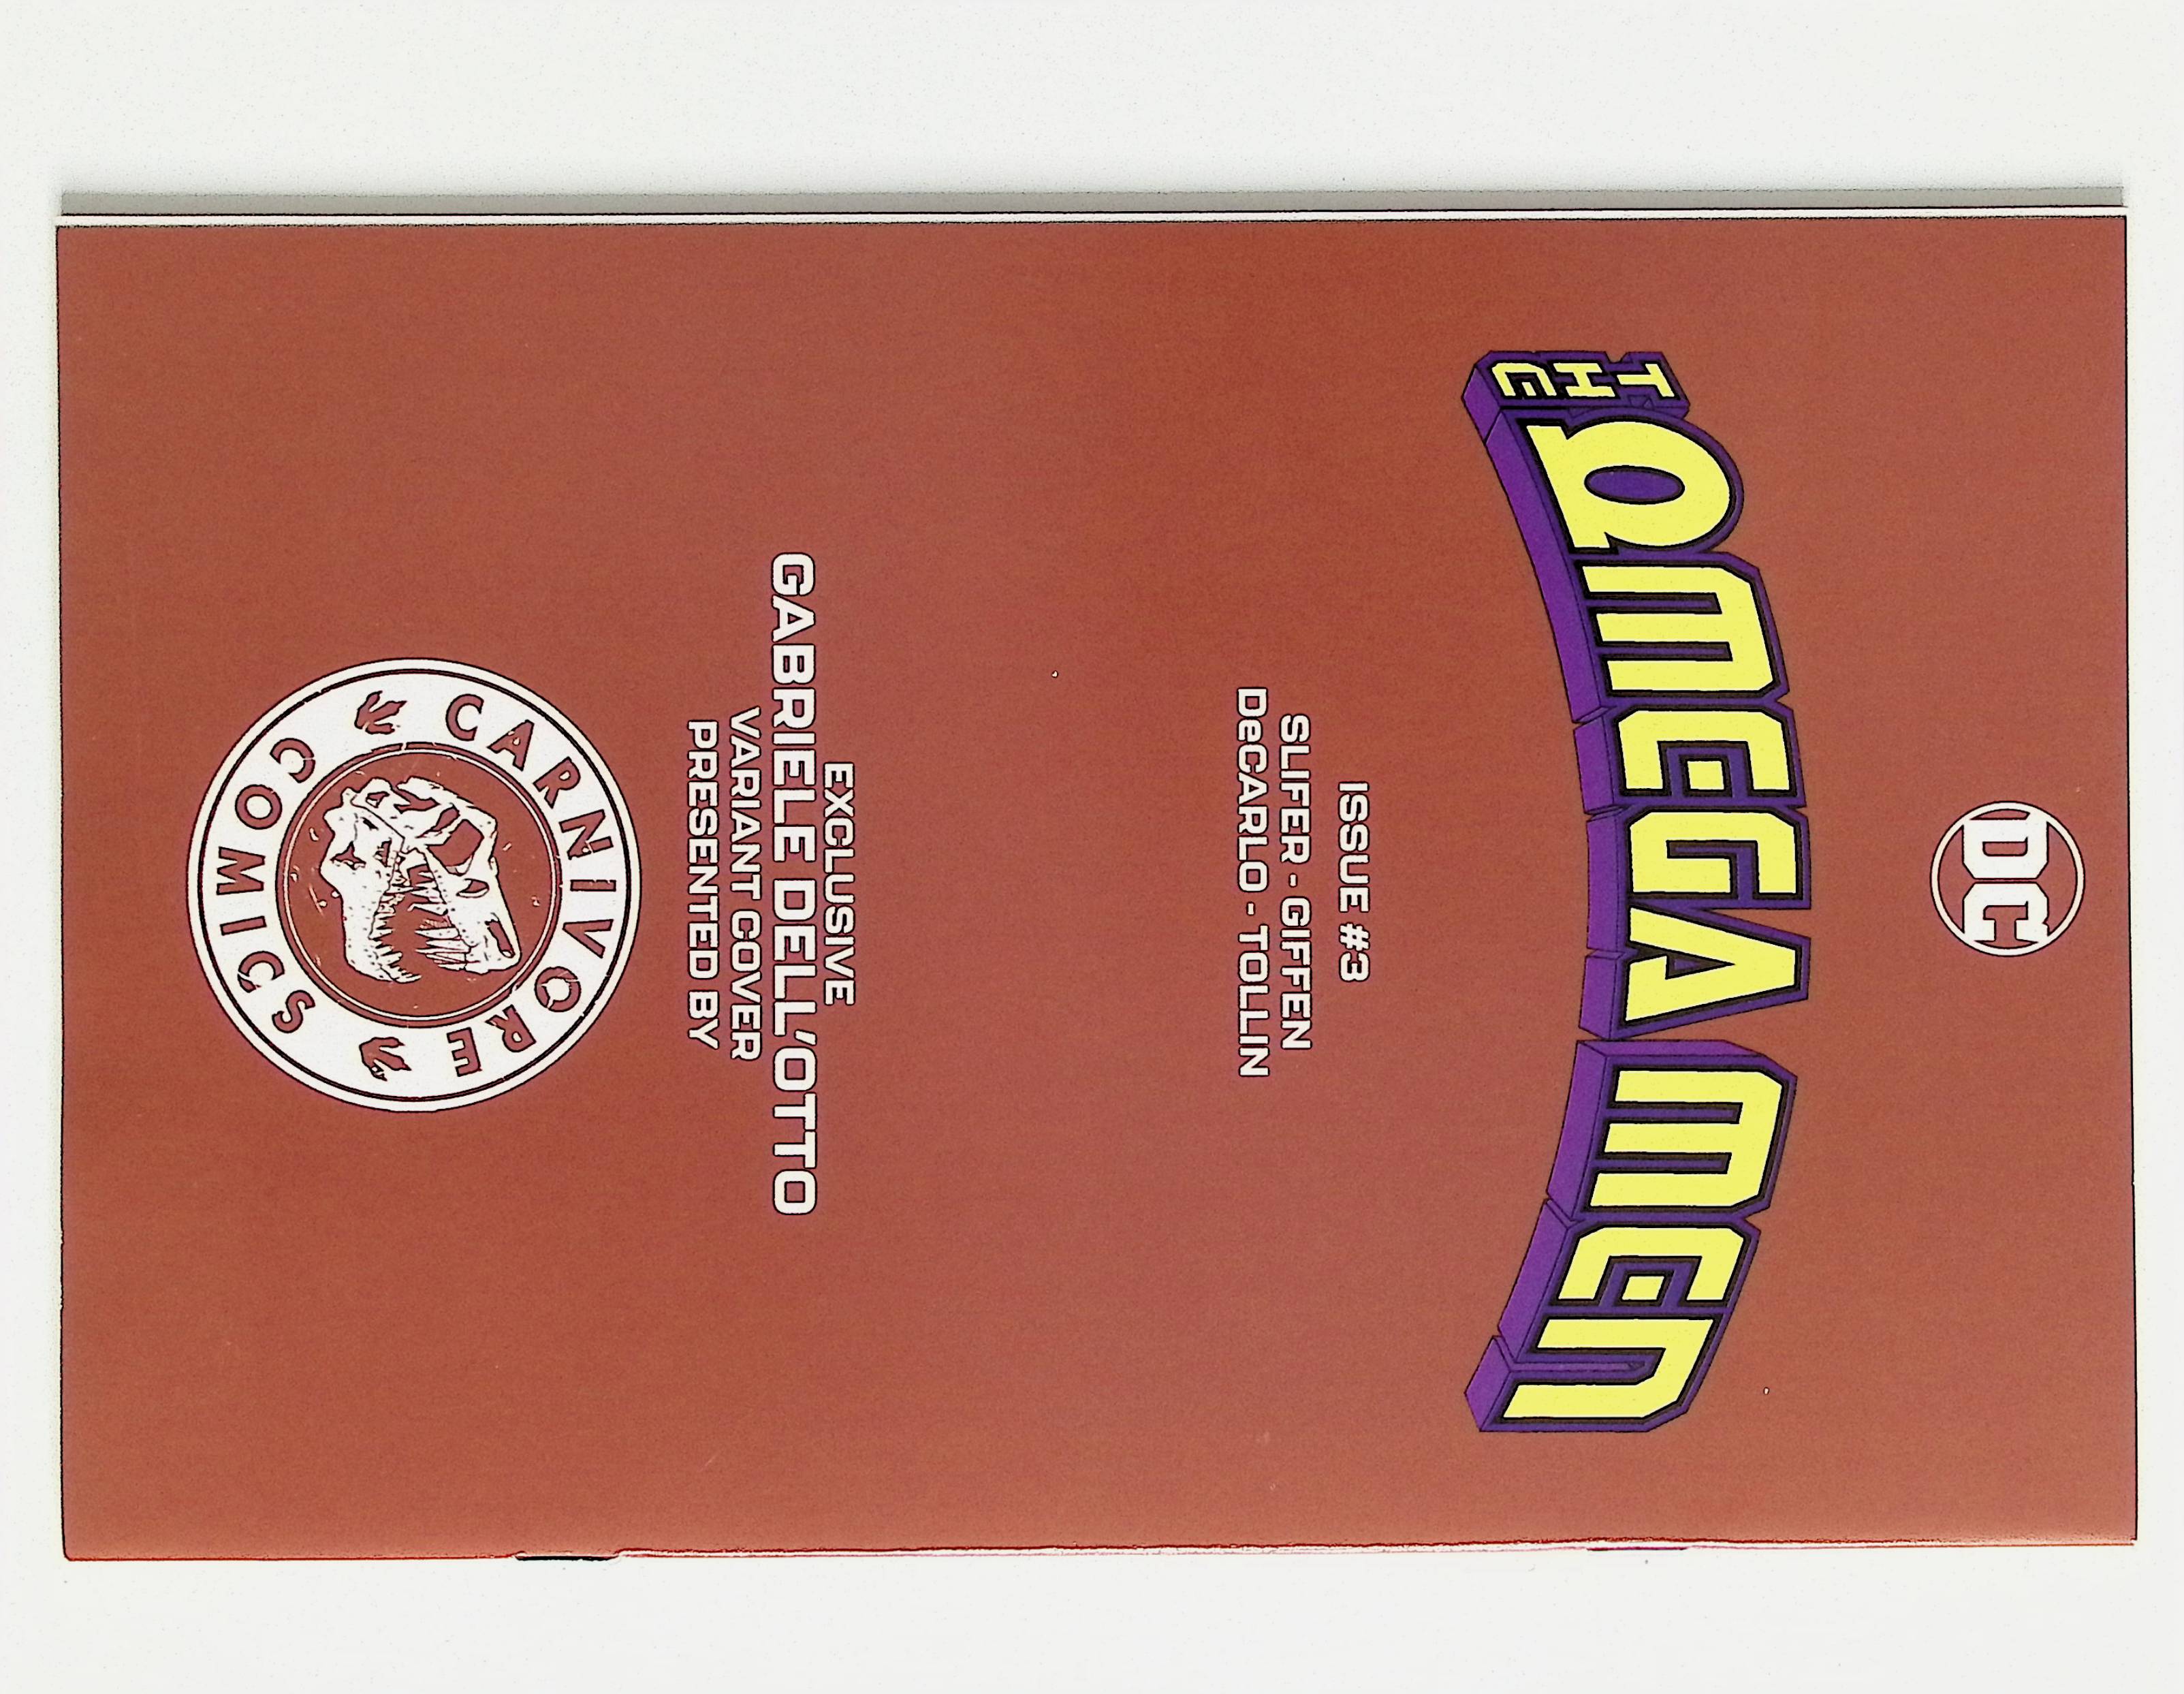 DC
THE
OMEGA MEN
ISSUE #3
SLIFER - GIFFEN
DeCARLO - TOLLIN
EXCLUSIVE
GABRIELE DELL'OTTO
VARIANT COVER
PRESENTED BY
CARNIVORE
COMICS